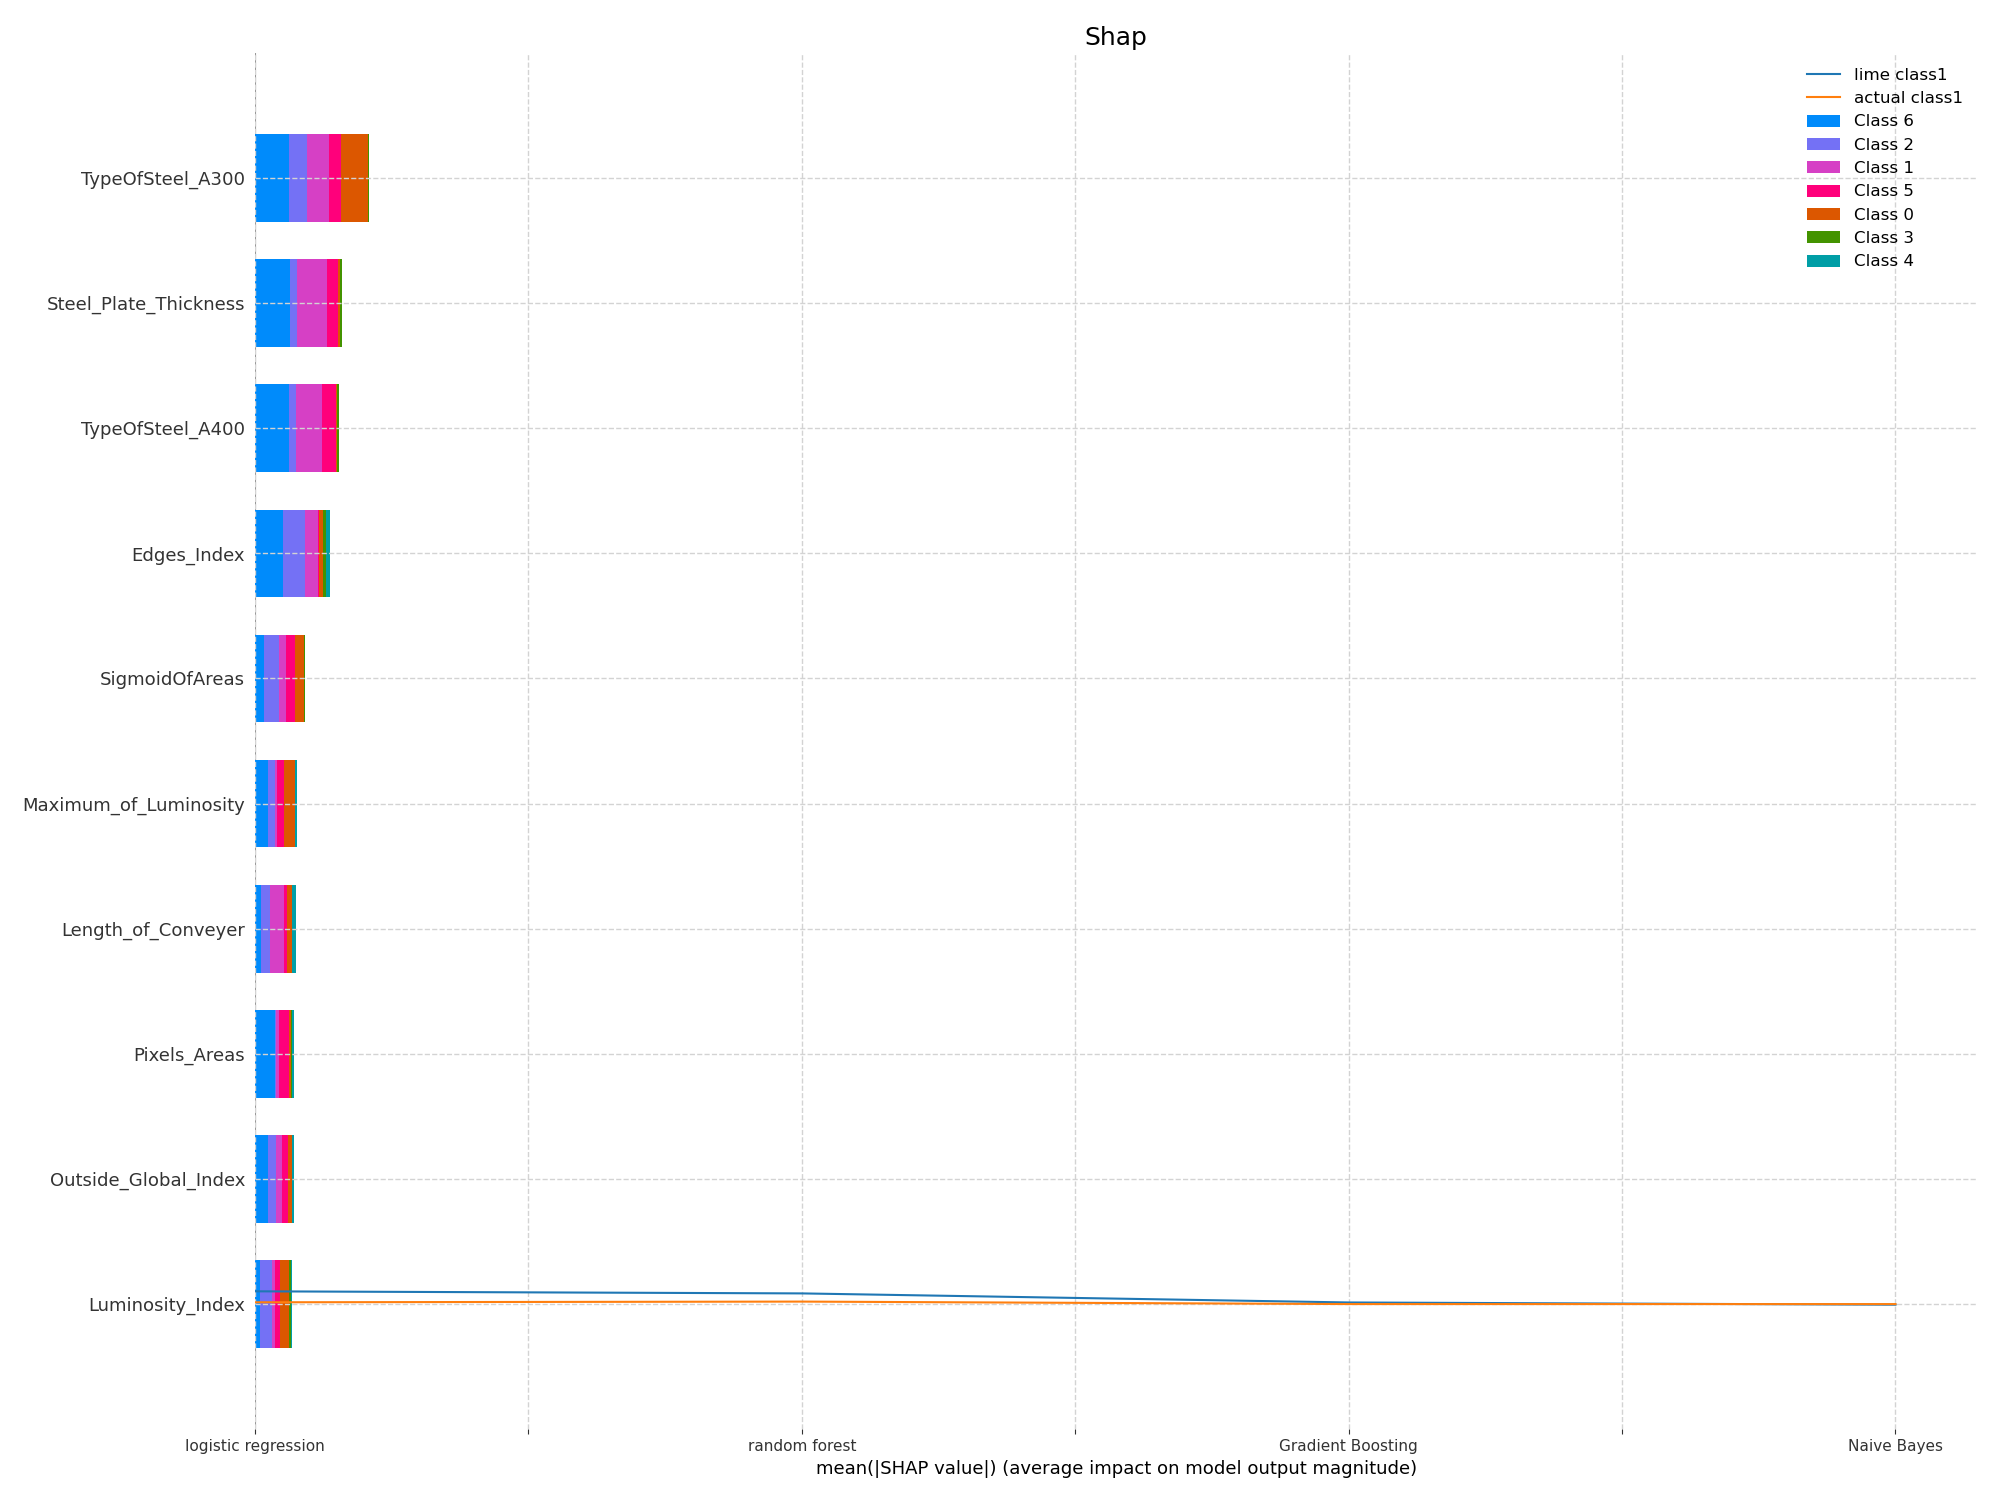 Shap
lime class1
actual class1
Class 6
Class 2
Class 1
Class 5
Class 0
Class 3
Class 4
TypeOfSteel_A300
Steel_Plate_Thickness
TypeOfSteel_A400
Edges_Index
SigmoidOfAreas
Maximum_of_Luminosity
Length_of_Conveyer
Pixels_Areas
Outside_Global_Index
Luminosity_Index
logistic regression random forest Gradient Boosting Naive Bayes
mean(|SHAP value|) (average impact on model output magnitude)